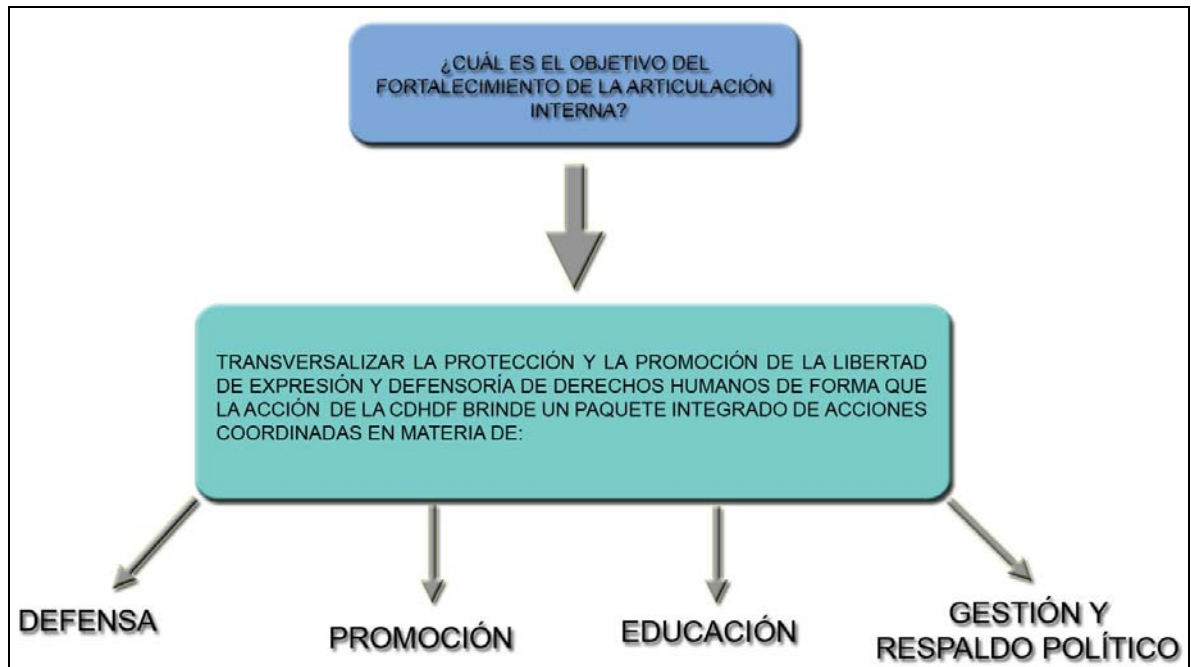 ¿CUÁL ES EL OBJETIVO DEL
FORTALECIMIENTO DE LA ARTICULACIÓN
INTERNA?
TRANSVERSALIZAR LA PROTECCIÓN Y LA PROMOCIÓN DE LA LIBERTAD
DE EXPRESIÓN Y DEFENSORÍA DE DERECHOS HUMANOS DE FORMA QUE
LA ACCIÓN DE LA CDHDF BRINDE UN PAQUETE INTEGRADO DE ACCIONES
COORDINADAS EN MATERIA DE:
DEFENSA
PROMOCIÓN
EDUCACIÓN
GESTIÓN Y
RESPALDO POLÍTICO